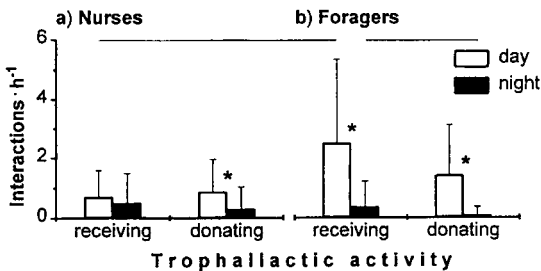 a) Nurses
b) Foragers
6
4
2
0
Interactions · h-1
day
night
*
*
*
receiving
donating
receiving
donating
Trophallactic activity